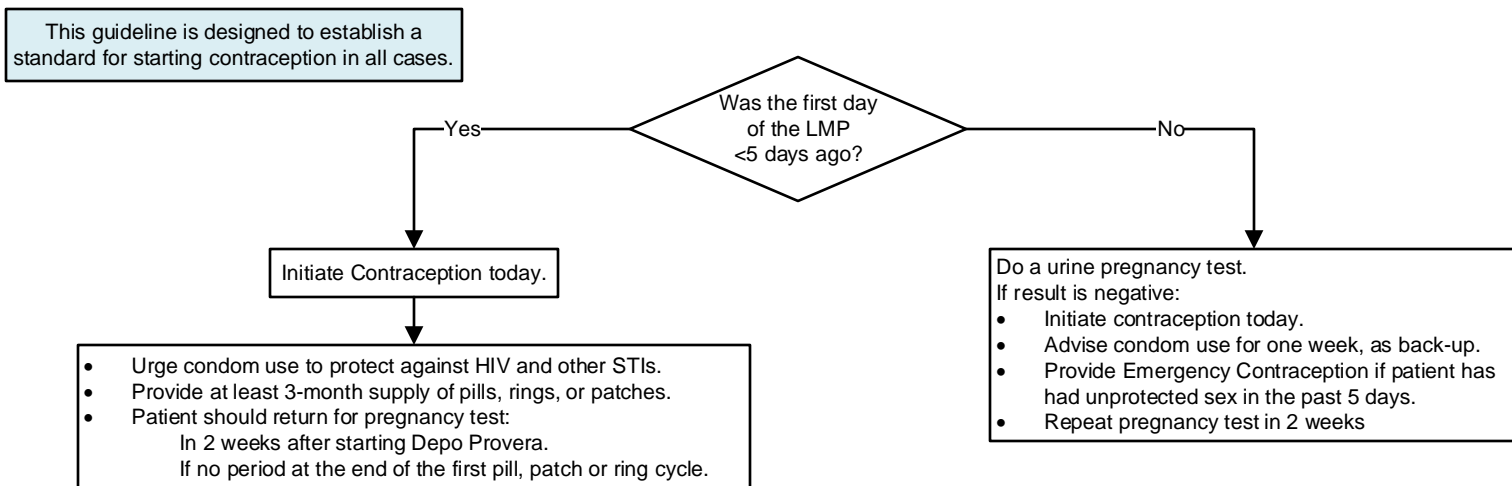 This guideline is designed to establish a
standard for starting contraception in all cases.
Was the first day
of the LMP
<5 days ago?
Yes
No
Initiate Contraception today.
• Urge condom use to protect against HIV and other STIs.
• Provide at least 3-month supply of pills, rings, or patches.
• Patient should return for pregnancy test:
In 2 weeks after starting Depo Provera.
If no period at the end of the first pill, patch or ring cycle.
Do a urine pregnancy test.
If result is negative:
• Initiate contraception today.
• Advise condom use for one week, as back-up.
• Provide Emergency Contraception if patient has
had unprotected sex in the past 5 days.
• Repeat pregnancy test in 2 weeks